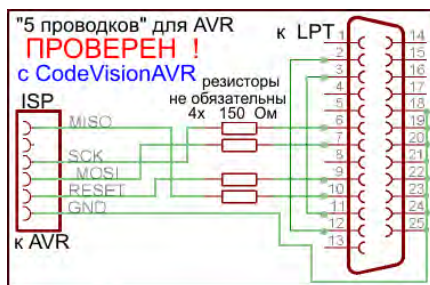 "5 проводков" для AVR
ПРОВЕРЕН !
с CodeVisionAVR
к LPT
резисторы
не обязательны
4x 150 Ом
ISP
MISO
SCK
MOSI
RESET
GND
к AVR
1
2
3
4
5
6
7
8
9
10
11
12
13
14
15
16
17
18
19
20
21
22
23
24
25